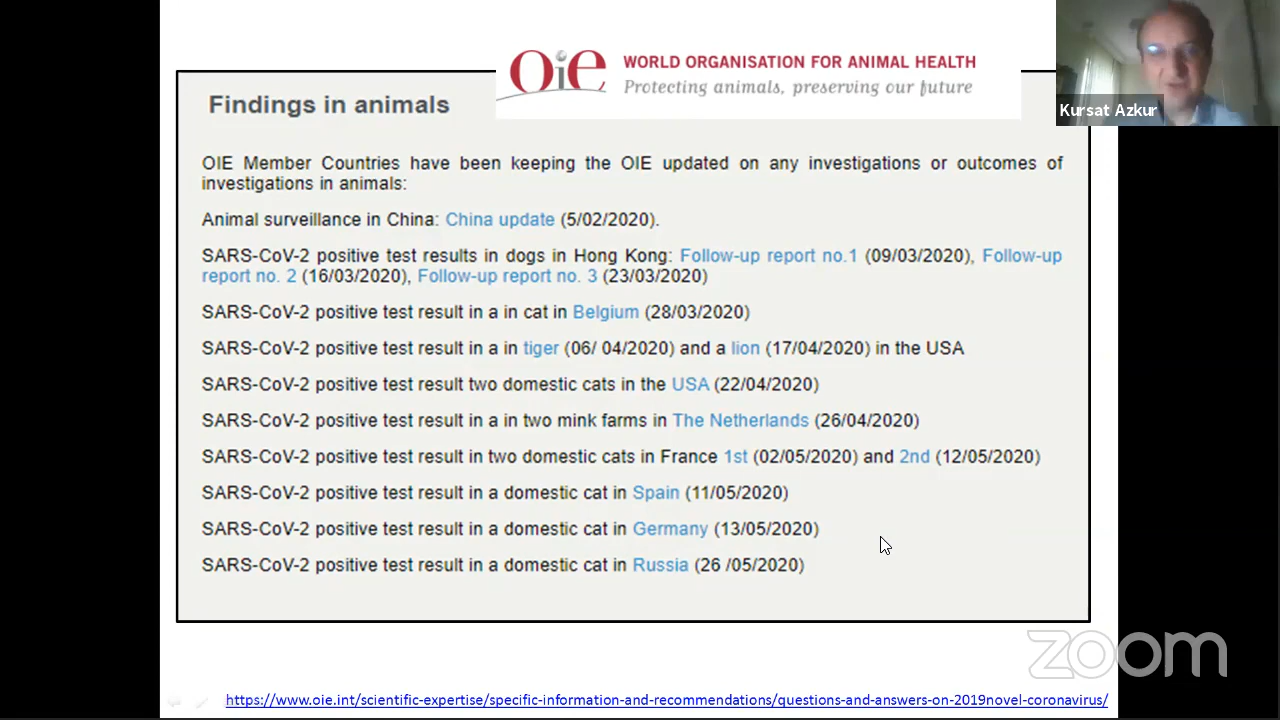 OiE WORLD ORGANISATION FOR ANIMAL HEALTH
Protecting animals, preserving our future
Kursat Azkur
Findings in animals
OIE Member Countries have been keeping the OIE updated on any investigations or outcomes of
investigations in animals:
Animal surveillance in China: China update (5/02/2020).
SARS-CoV-2 positive test results in dogs in Hong Kong: Follow-up report no.1 (09/03/2020), Follow-up
report no. 2 (16/03/2020), Follow-up report no. 3 (23/03/2020)
SARS-CoV-2 positive test result in a in cat in Belgium (28/03/2020)
SARS-CoV-2 positive test result in a in tiger (06/ 04/2020) and a lion (17/04/2020) in the USA
SARS-CoV-2 positive test result two domestic cats in the USA (22/04/2020)
SARS-CoV-2 positive test result in a in two mink farms in The Netherlands (26/04/2020)
SARS-CoV-2 positive test result in two domestic cats in France 1st (02/05/2020) and 2nd (12/05/2020)
SARS-CoV-2 positive test result in a domestic cat in Spain (11/05/2020)
SARS-CoV-2 positive test result in a domestic cat in Germany (13/05/2020)
SARS-CoV-2 positive test result in a domestic cat in Russia (26 /05/2020)
zoom
https://www.oie.int/scientific-expertise/specific-information-and-recommendations/questions-and-answers-on-2019novel-coronavirus/